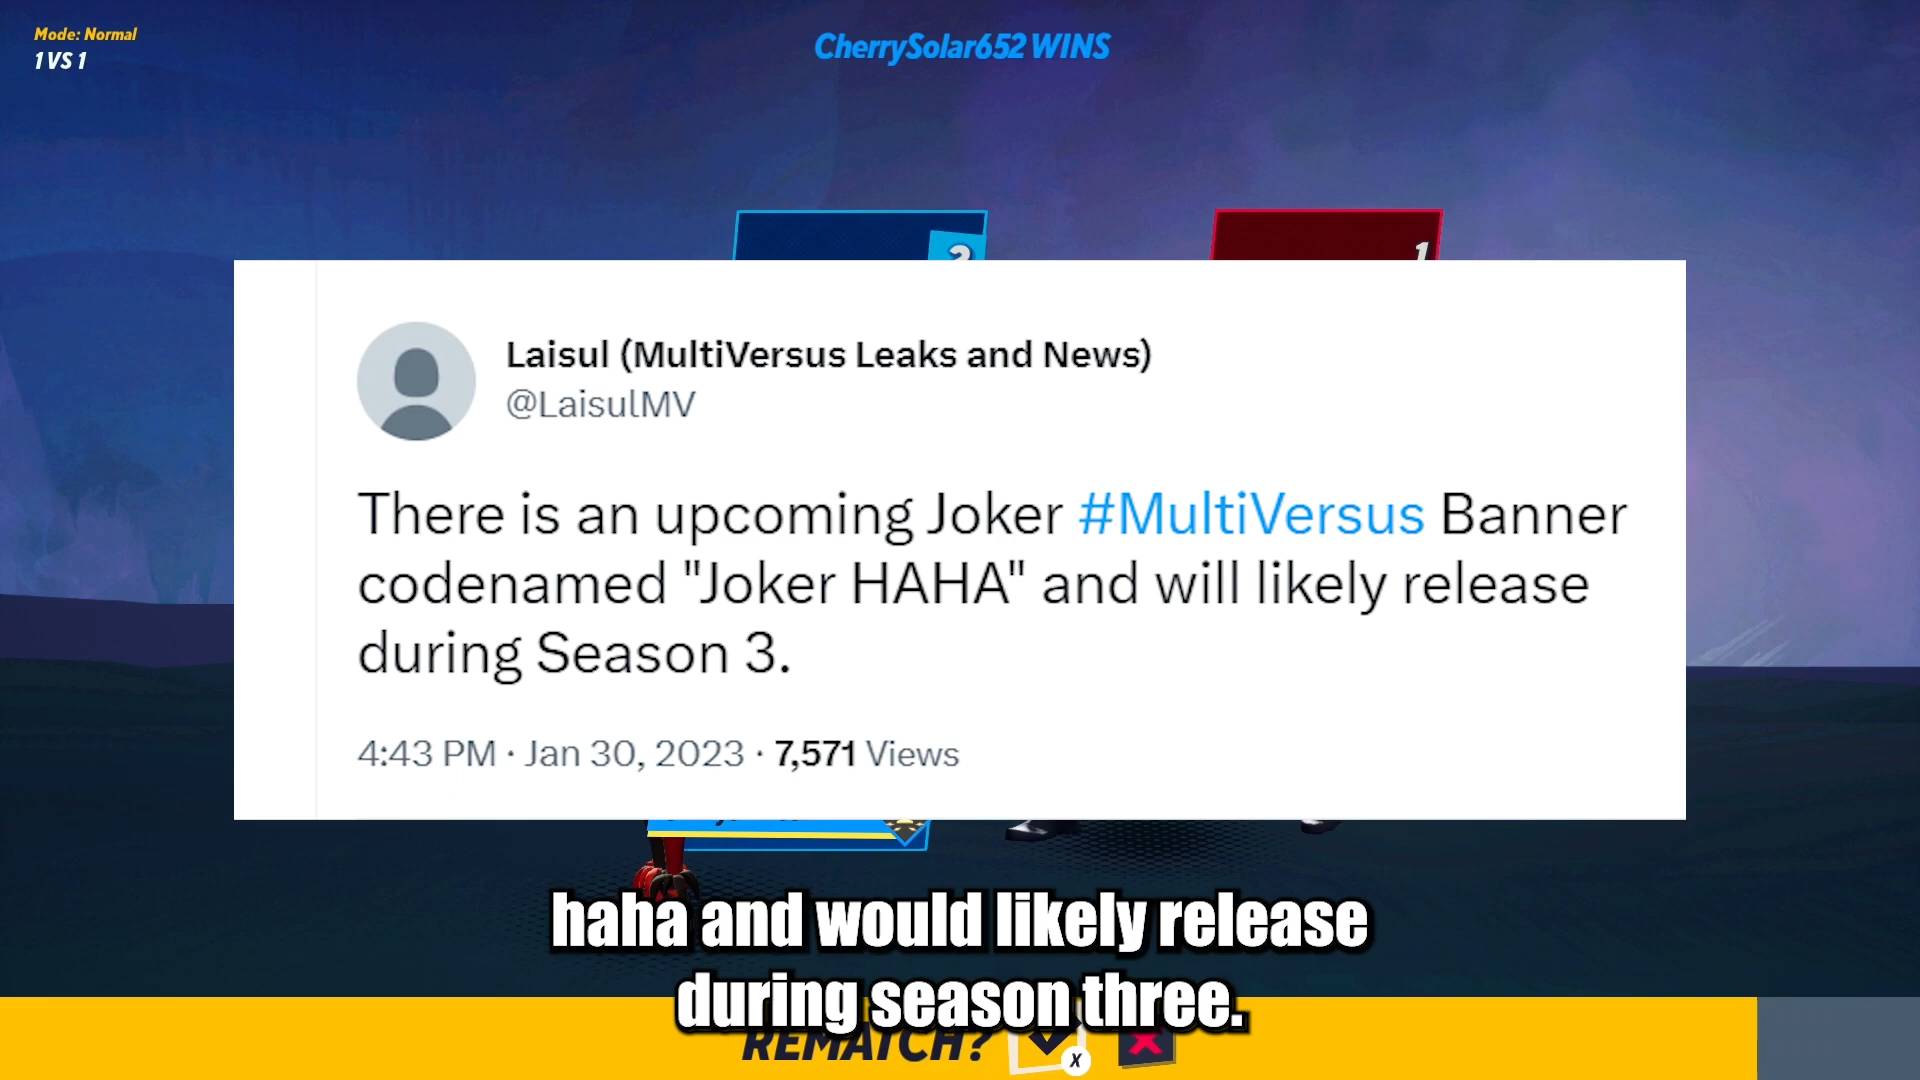 Mode: Normal
1 VS 1
CherrySolar652 WINS
2
1
Laisul (MultiVersus Leaks and News)
@LaisulMV
There is an upcoming Joker #MultiVersus Banner
codenamed "Joker HAHA" and will likely release
during Season 3.
4:43 PM · Jan 30, 2023 · 7,571 Views
haha and would likely release
during season three.
REMATCH?
X